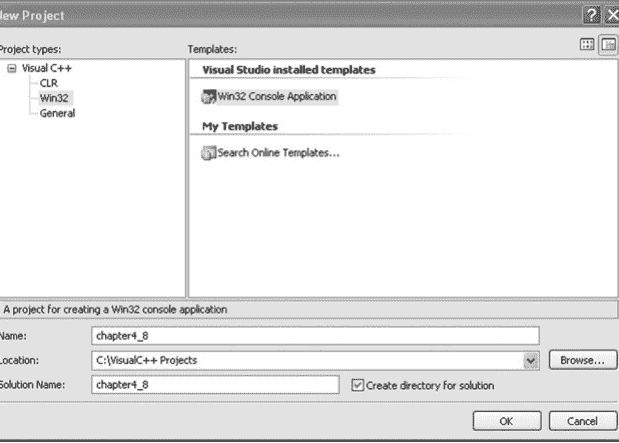 New Project
Project types:
Templates:
Visual C++
CLR
Win32
General
Visual Studio installed templates
Win32 Console Application
My Templates
Search Online Templates...
A project for creating a Win32 console application
Name:
chapter4_8
Location:
C:\VisualC++ Projects
Browse...
Solution Name:
chapter4_8
Create directory for solution
OK
Cancel